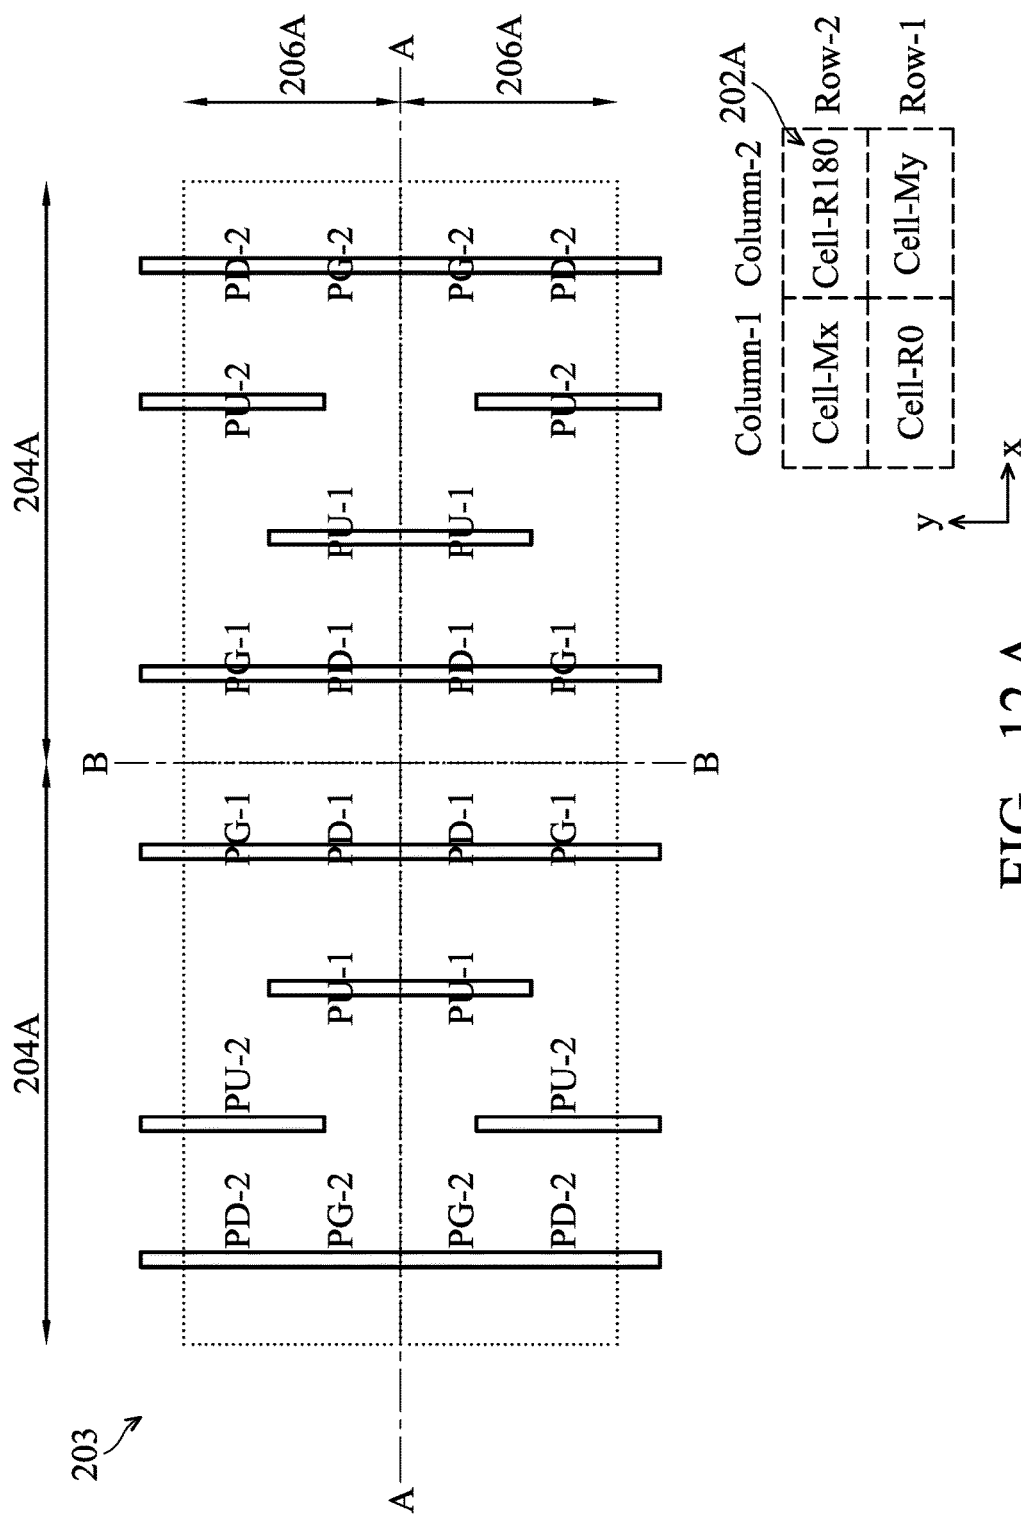 204A 204A
203
B
PD-2 PU-2 PG-1 PG-1 PU-2 PD-2
206A
PG-2 PU-1 PD-1 PD-1 PU-1 PG-2
A A
PG-2 PU-1 PD-1 PD-1 PU-1 PG-2
206A
PD-2 PU-2 PG-1 PG-1 PU-2 PD-2
B
202A
Column-1 Column-2
Cell-Mx Cell-R180 Row-2
Cell-R0 Cell-My Row-1
y
x
FIG. 12 A